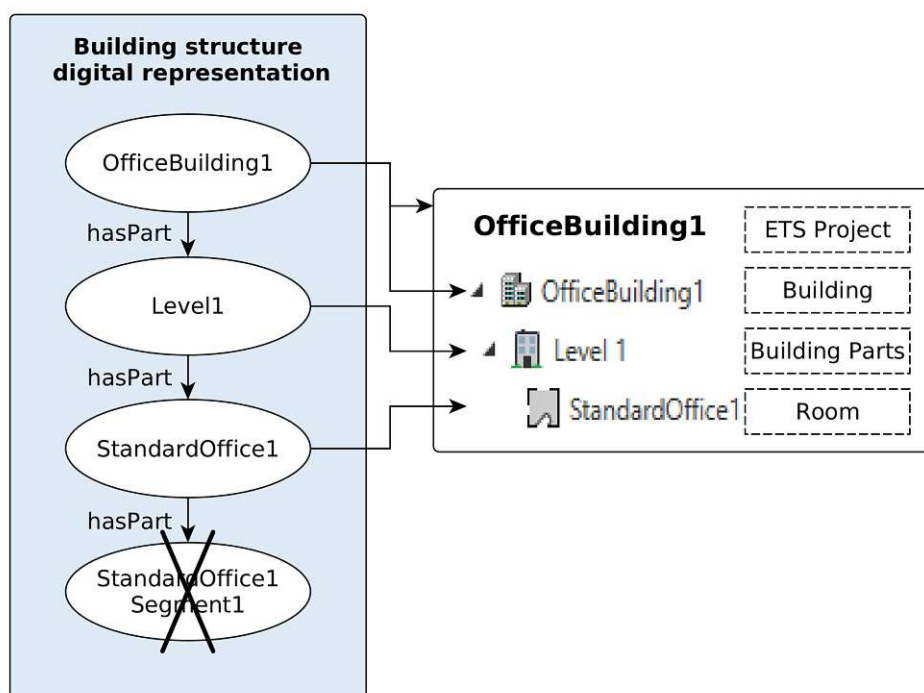 Building structure
digital representation
OfficeBuilding1
hasPart
Level1
hasPart
StandardOffice1
hasPart
StandardOffice1
Segment1
OfficeBuilding1
ETS Project
OfficeBuilding1
Building
Level 1
Building Parts
StandardOffice1
Room